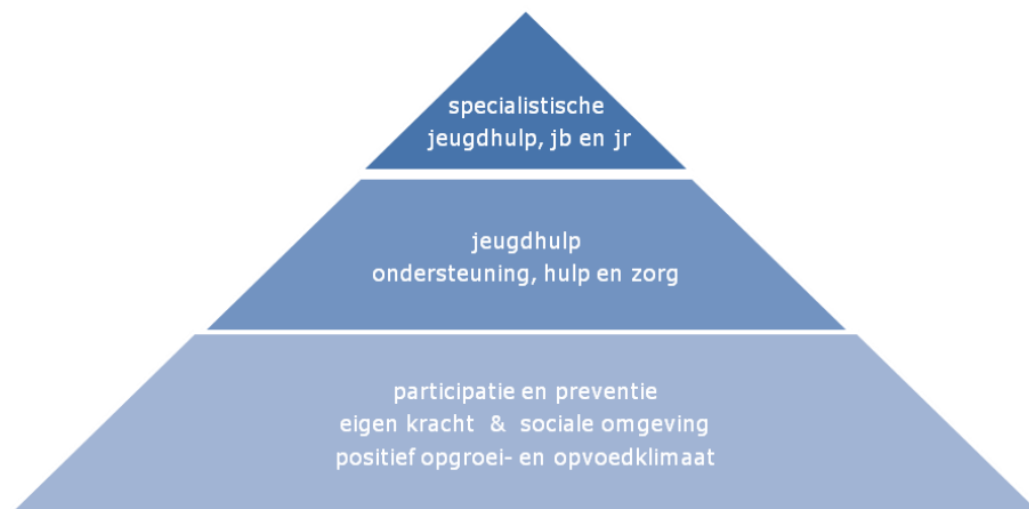 specialistische
jeugdhulp, jb en jr
jeugdhulp
ondersteuning, hulp en zorg
participatie en preventie
eigen kracht & sociale omgeving
positief opgroei- en opvoedklimaat